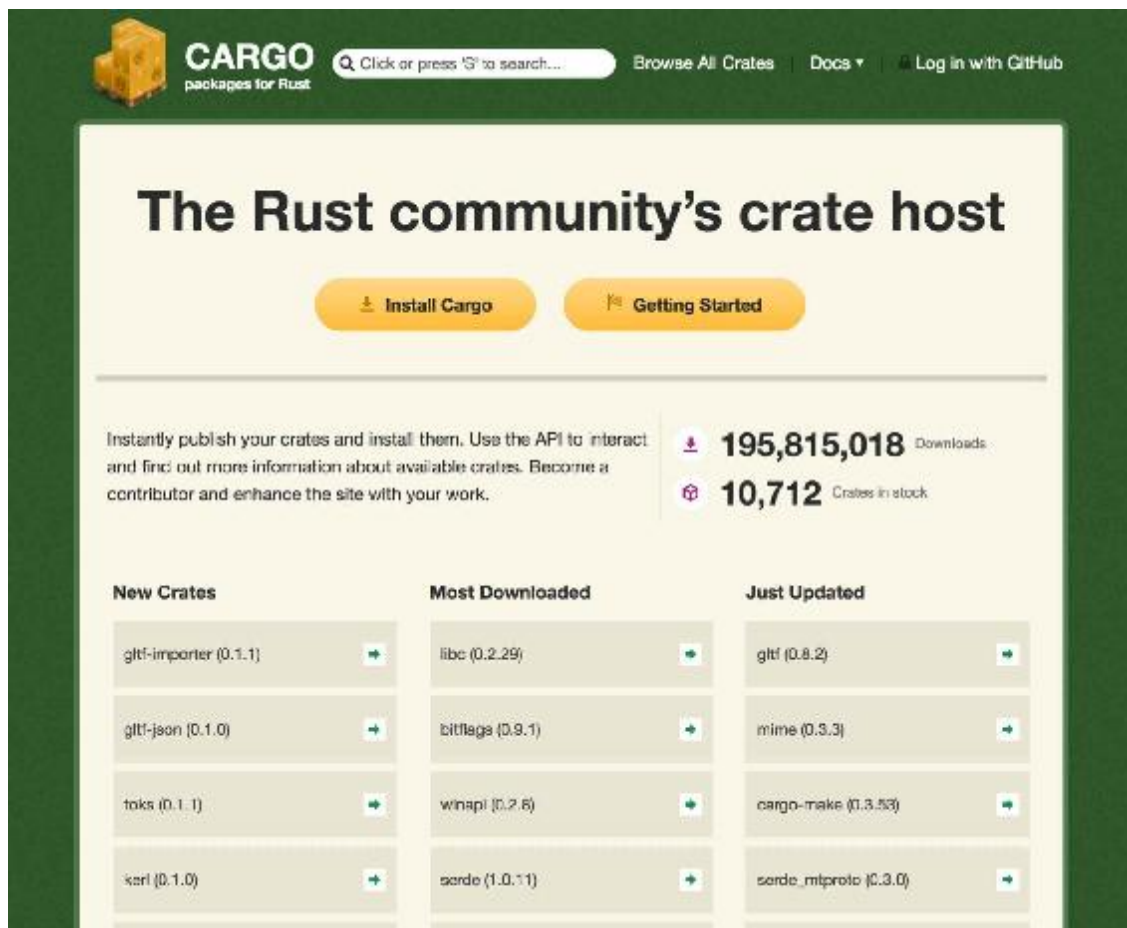 CARGO
packages for Rust
Click or press 'S' to search...
Browse All Crates
Docs ▾
Log in with GitHub
The Rust community's crate host
Install Cargo
Getting Started
Instantly publish your crates and install them. Use the API to interact
and find out more information about available crates. Become a
contributor and enhance the site with your work.
195,815,018 Downloads
10,712 Crates in stock
New Crates
gltf-importer (0.1.1)
gltf-json (0.1.0)
toks (0.1.1)
kerl (0.1.0)
Most Downloaded
libc (0.2.29)
bitflags (0.9.1)
winapi (0.2.8)
serde (1.0.11)
Just Updated
gltf (0.8.2)
mime (0.3.3)
cargo-make (0.3.53)
serde_mtproto (0.3.0)